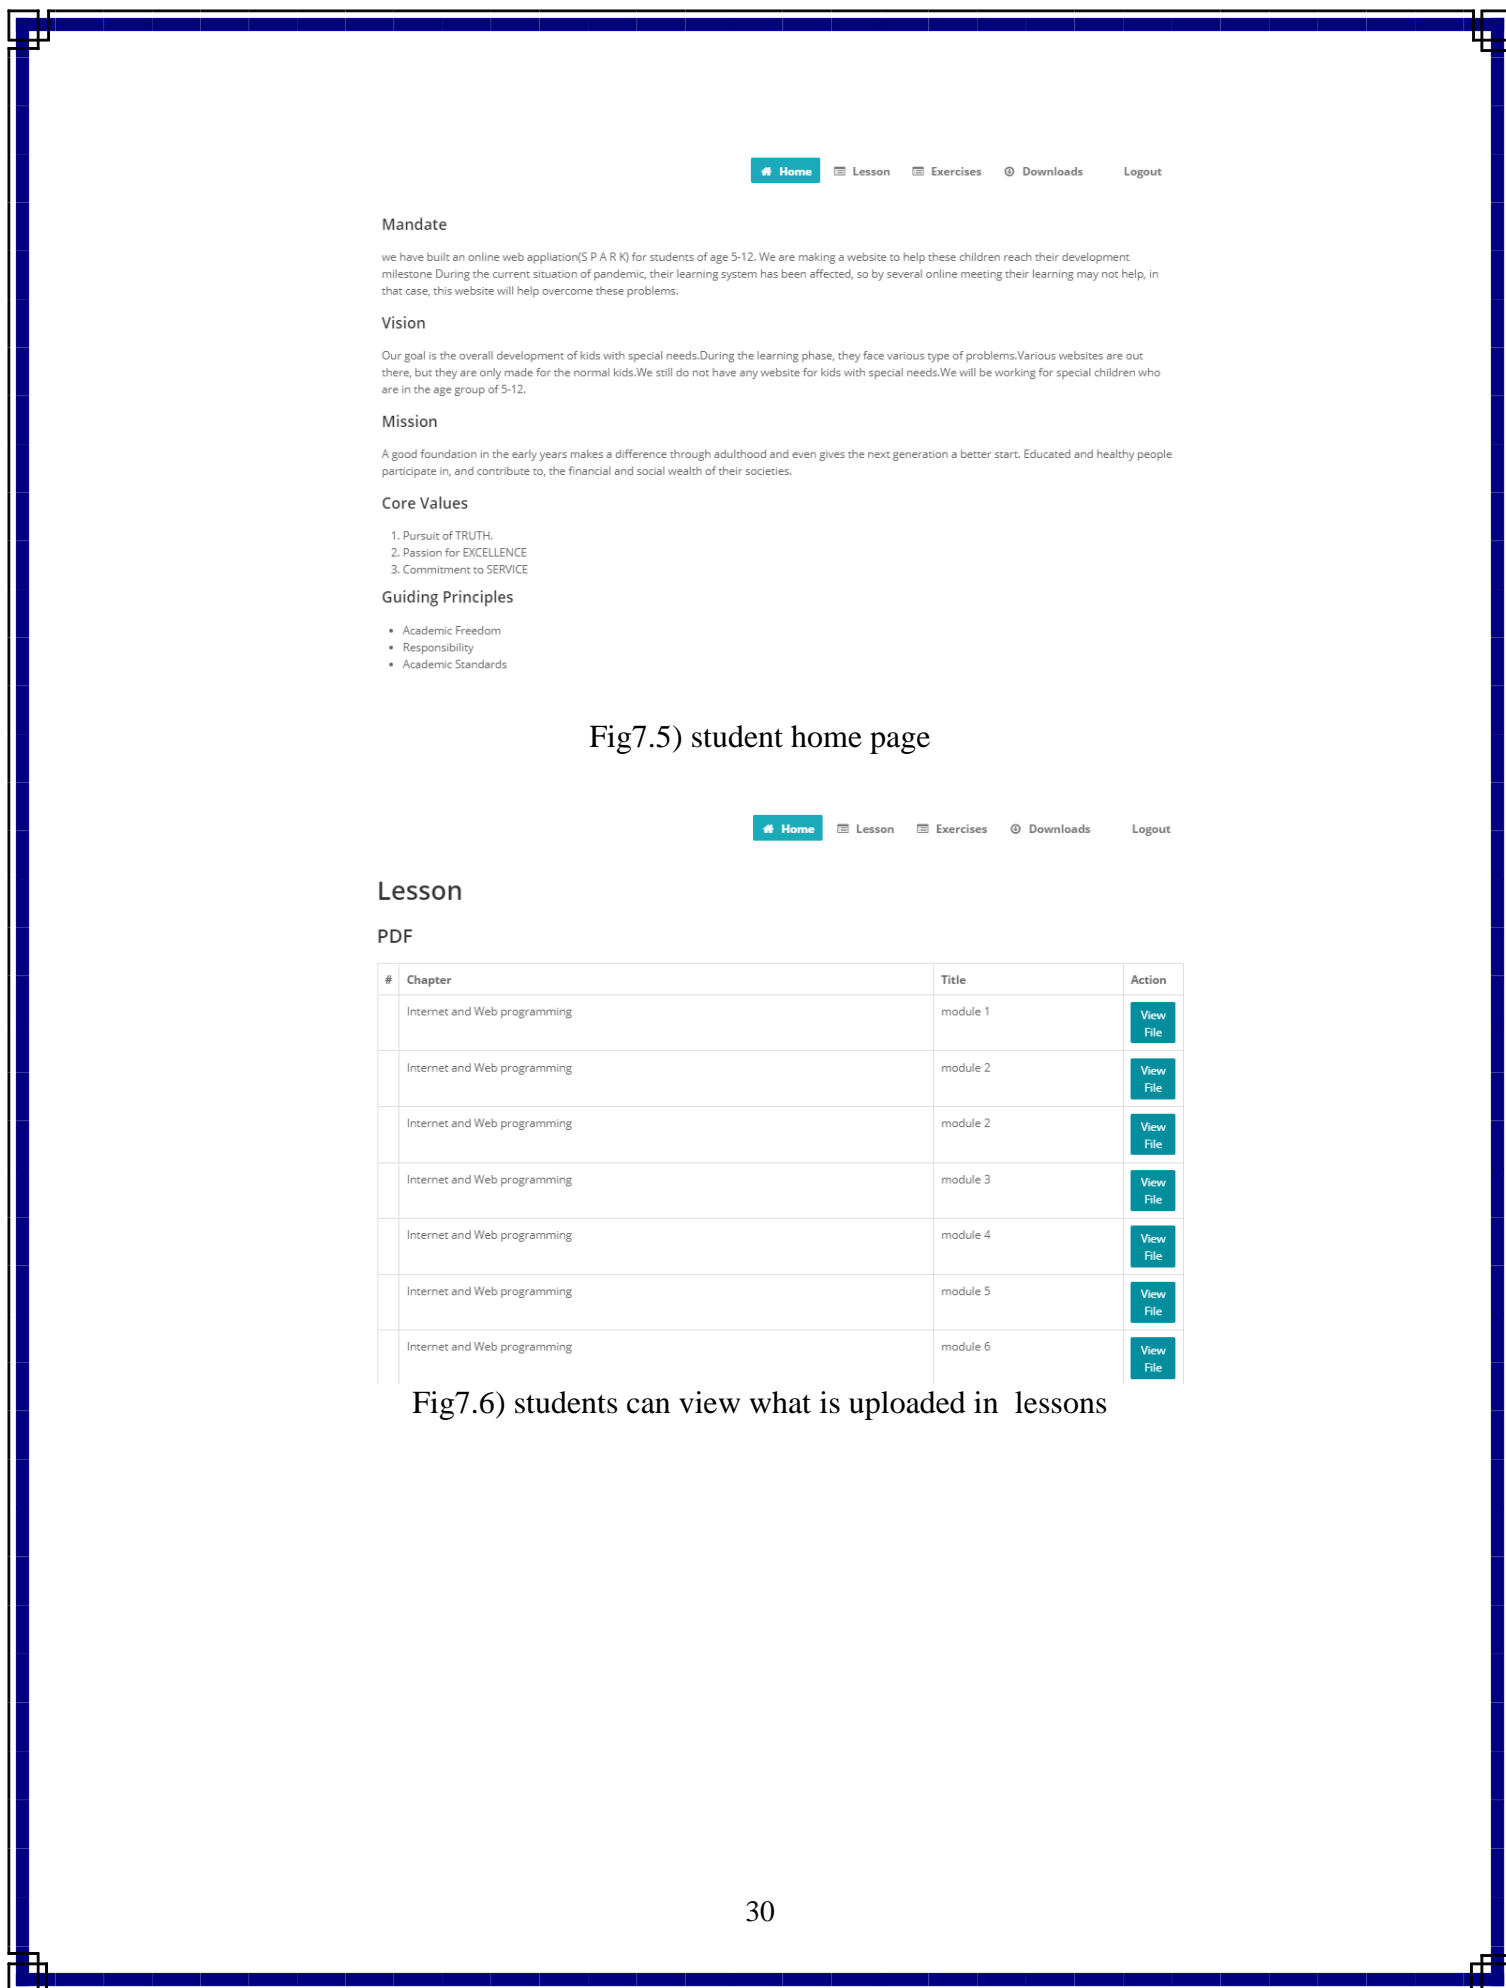 Home Lesson Exercises Downloads Logout
Mandate
we have built an online web appliation(S P A R K) for students of age 5-12. We are making a website to help these children reach their development
milestone During the current situation of pandemic, their learning system has been affected, so by several online meeting their learning may not help, in
that case, this website will help overcome these problems.
Vision
Our goal is the overall development of kids with special needs.During the learning phase, they face various type of problems.Various websites are out
there, but they are only made for the normal kids.We still do not have any website for kids with special needs.We will be working for special children who
are in the age group of 5-12.
Mission
A good foundation in the early years makes a difference through adulthood and even gives the next generation a better start. Educated and healthy people
participate in, and contribute to, the financial and social wealth of their societies.
Core Values
1. Pursuit of TRUTH.
2. Passion for EXCELLENCE
3. Commitment to SERVICE
Guiding Principles
• Academic Freedom
• Responsibility
• Academic Standards
Fig7.5) student home page
Home Lesson Exercises Downloads Logout
Lesson
PDF
# Chapter Title Action
Internet and Web programming module 1 View
File
Internet and Web programming module 2 View
File
Internet and Web programming module 2 View
File
Internet and Web programming module 3 View
File
Internet and Web programming module 4 View
File
Internet and Web programming module 5 View
File
Internet and Web programming module 6 View
File
Fig7.6) students can view what is uploaded in  lessons
30